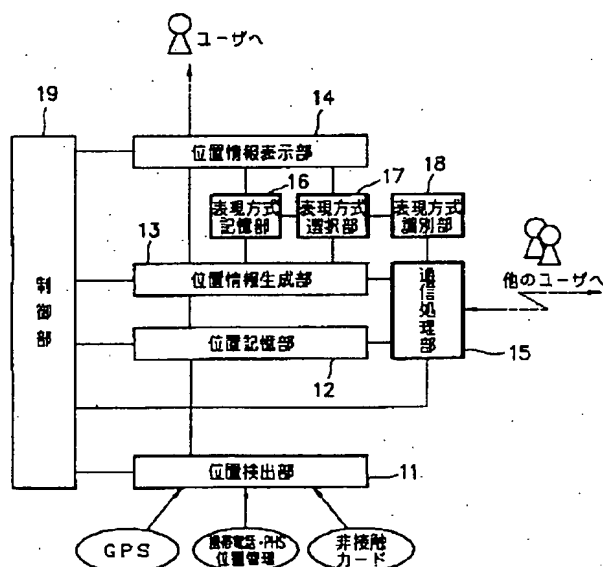 ユーザへ
19
14
位置情報表示部
16
17
18
表現方式
記憶部
表現方式
選択部
表現方式
識別部
13
位置情報生成部
制御部
通信処理部
他のユーザへ
位置記憶部
12
15
位置検出部
11
GPS
携帯電話・PHS
位置管理
非接触
カード